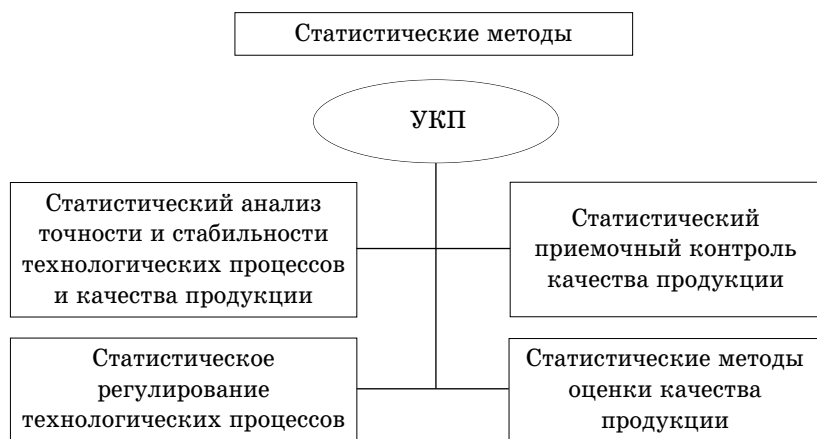 Статистические методы
УКП
Статистический анализ
точности и стабильности
технологических процессов
и качества продукции
Статистический
приемочный контроль
качества продукции
Статистическое
регулирование
технологических процессов
Статистические методы
оценки качества
продукции